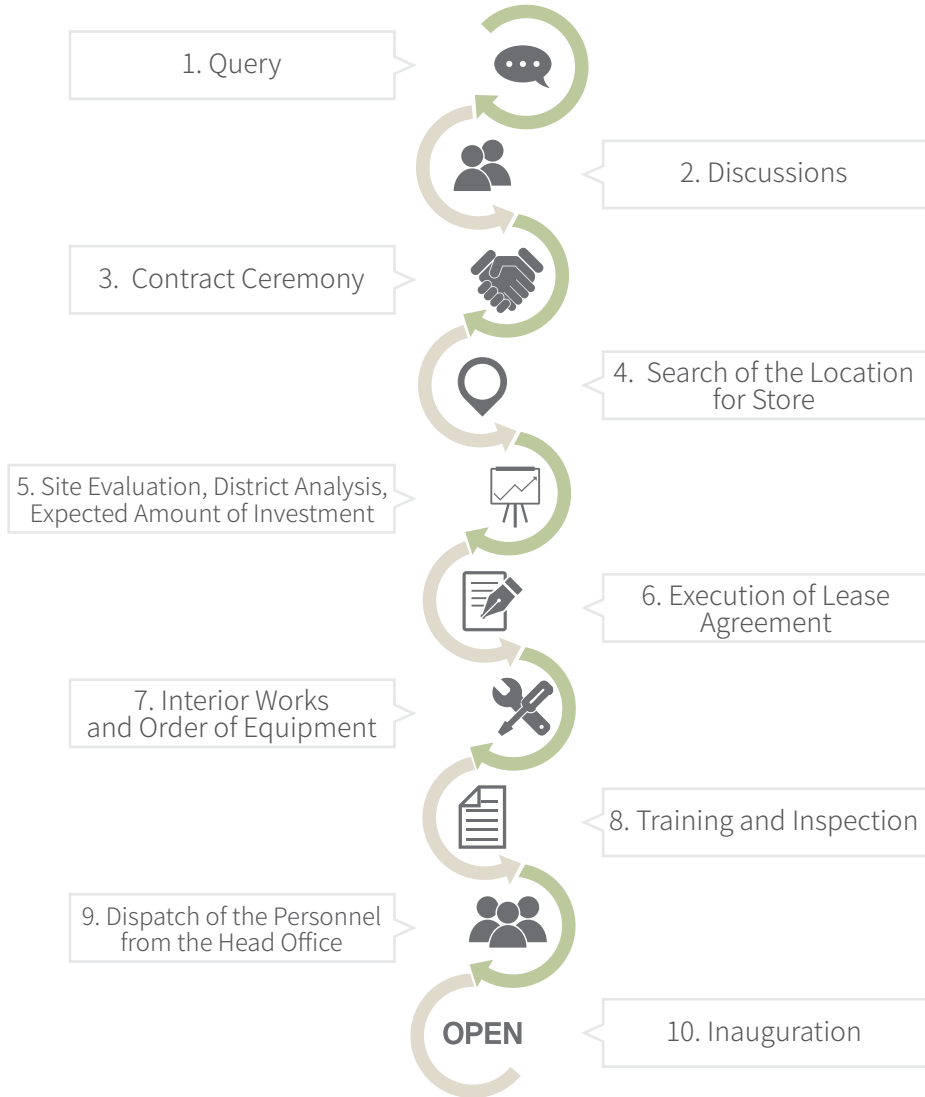 1. Query
2. Discussions
3. Contract Ceremony
4. Search of the Location
for Store
5. Site Evaluation, District Analysis,
Expected Amount of Investment
6. Execution of Lease
Agreement
7. Interior Works
and Order of Equipment
8. Training and Inspection
9. Dispatch of the Personnel
from the Head Office
OPEN
10. Inauguration